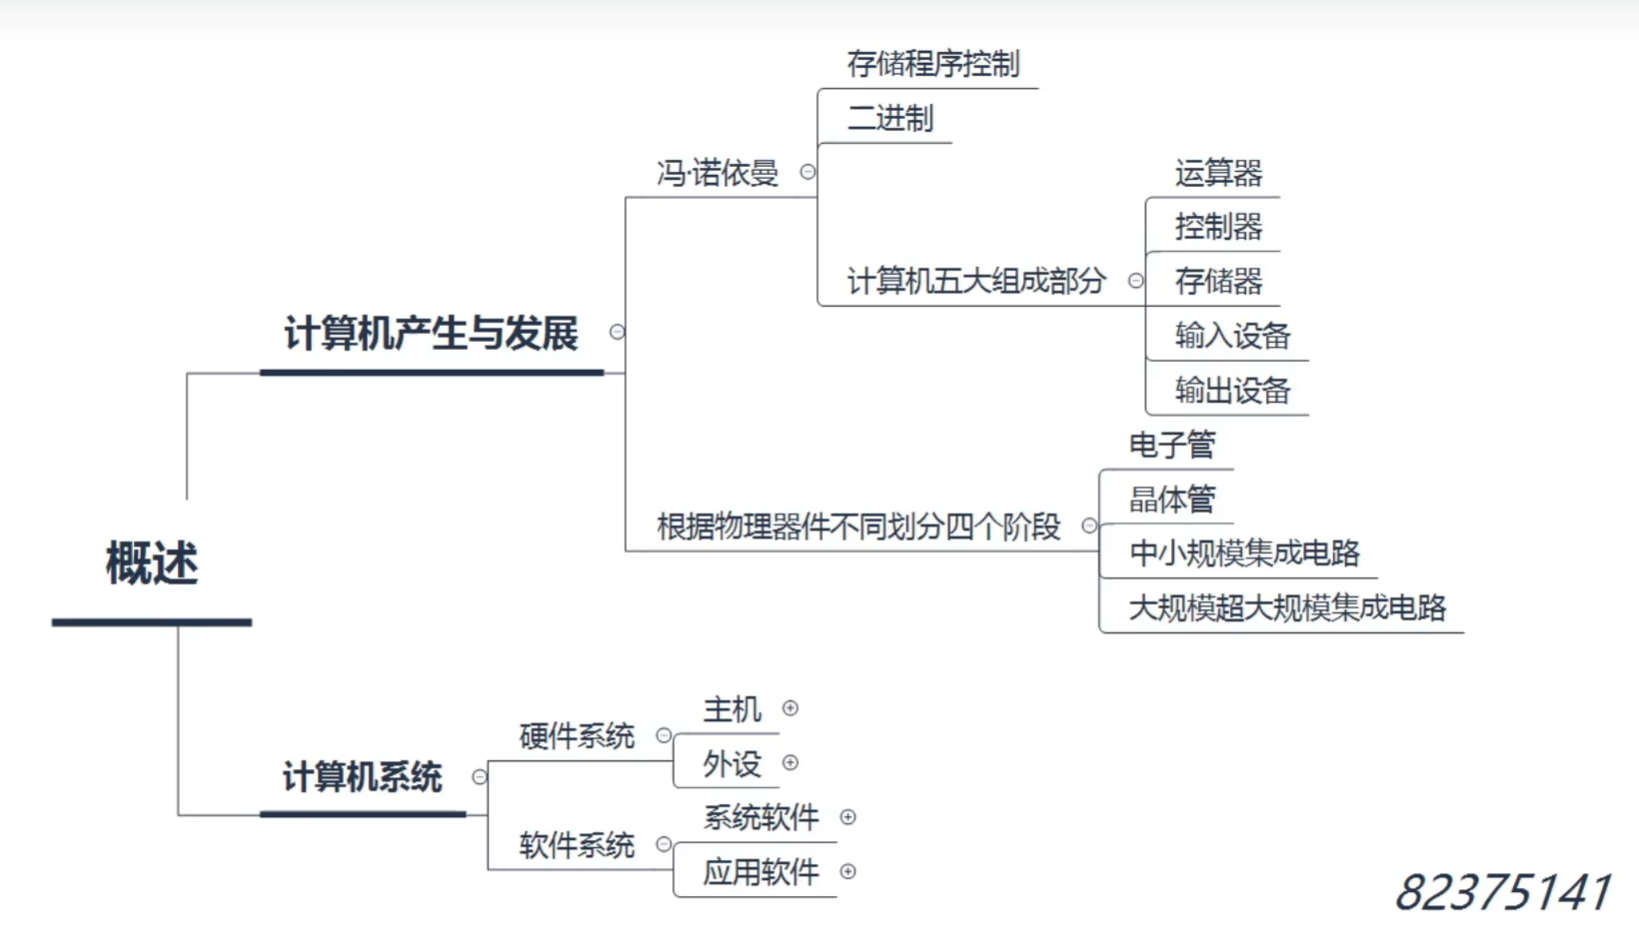 存储程序控制
二进制
冯·诺依曼
运算器
控制器
计算机五大组成部分
存储器
输入设备
输出设备
计算机产生与发展
电子管
晶体管
根据物理器件不同划分四个阶段
中小规模集成电路
大规模超大规模集成电路
概述
主机
硬件系统
外设
计算机系统
系统软件
软件系统
应用软件
82375141